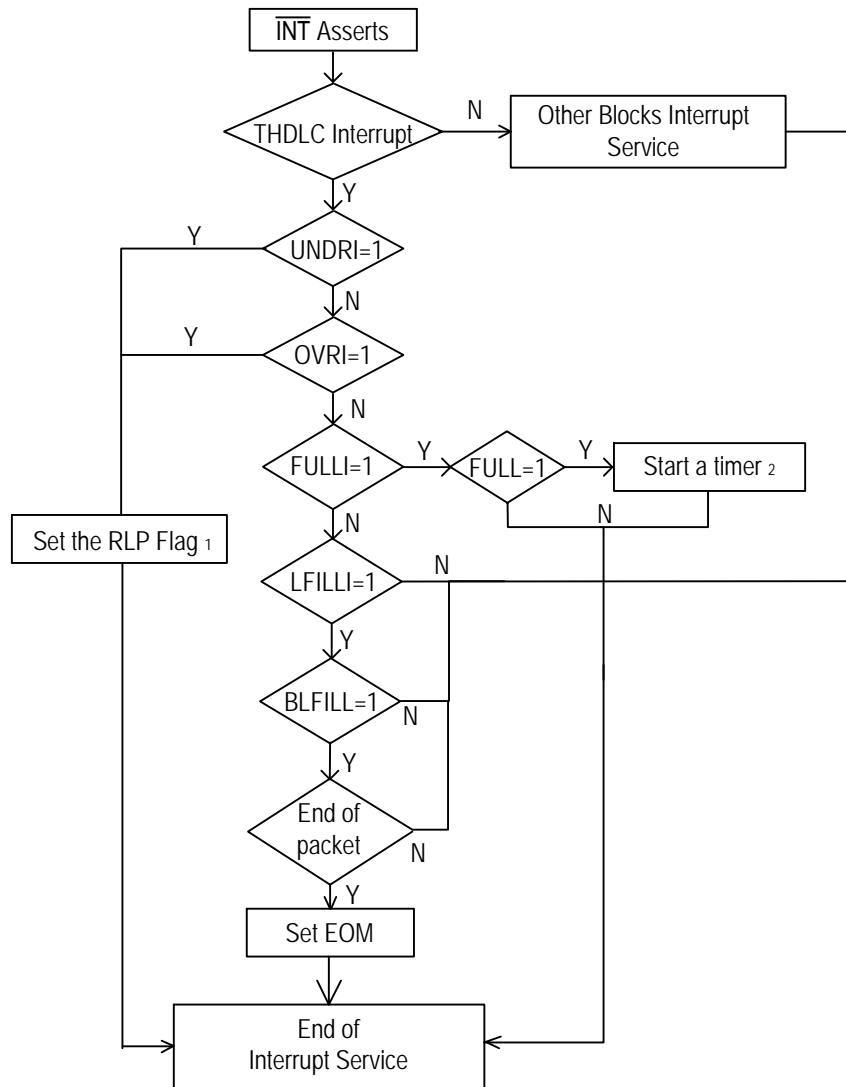 INT Asserts
THDLC Interrupt
N
Other Blocks Interrupt
Service
Y
Y
UNDRI=1
N
Y
OVRI=1
N
FULLI=1
Y
FULL=1
Y
Start a timer 2
N
N
Set the RLP Flag 1
LFILLI=1
N
Y
BLFILL=1
N
Y
End of
packet
N
Y
Set EOM
End of
Interrupt Service